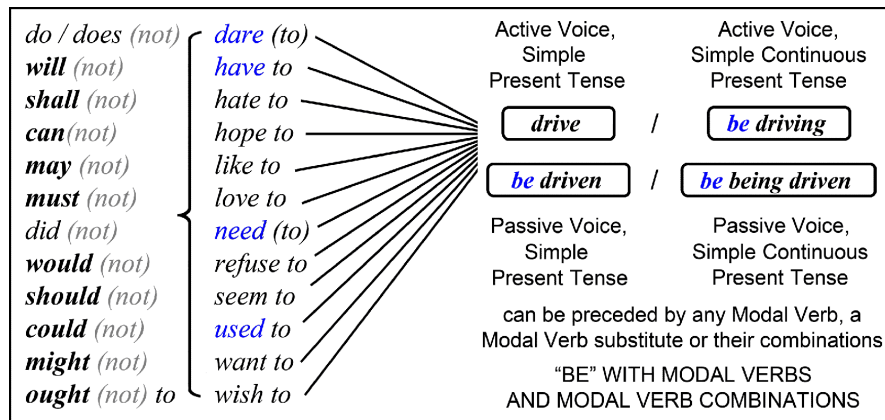 do / does (not)
will (not)
shall (not)
can(not)
may (not)
must (not)
did (not)
would (not)
should (not)
could (not)
might (not)
ought (not) to
dare (to)
have to
hate to
hope to
like to
love to
need (to)
refuse to
seem to
used to
want to
wish to
Active Voice,
Simple
Present Tense
Active Voice,
Simple Continuous
Present Tense
drive / be driving
be driven / be being driven
Passive Voice,
Simple
Present Tense
Passive Voice,
Simple Continuous
Present Tense
can be preceded by any Modal Verb, a
Modal Verb substitute or their combinations
“BE” WITH MODAL VERBS
AND MODAL VERB COMBINATIONS